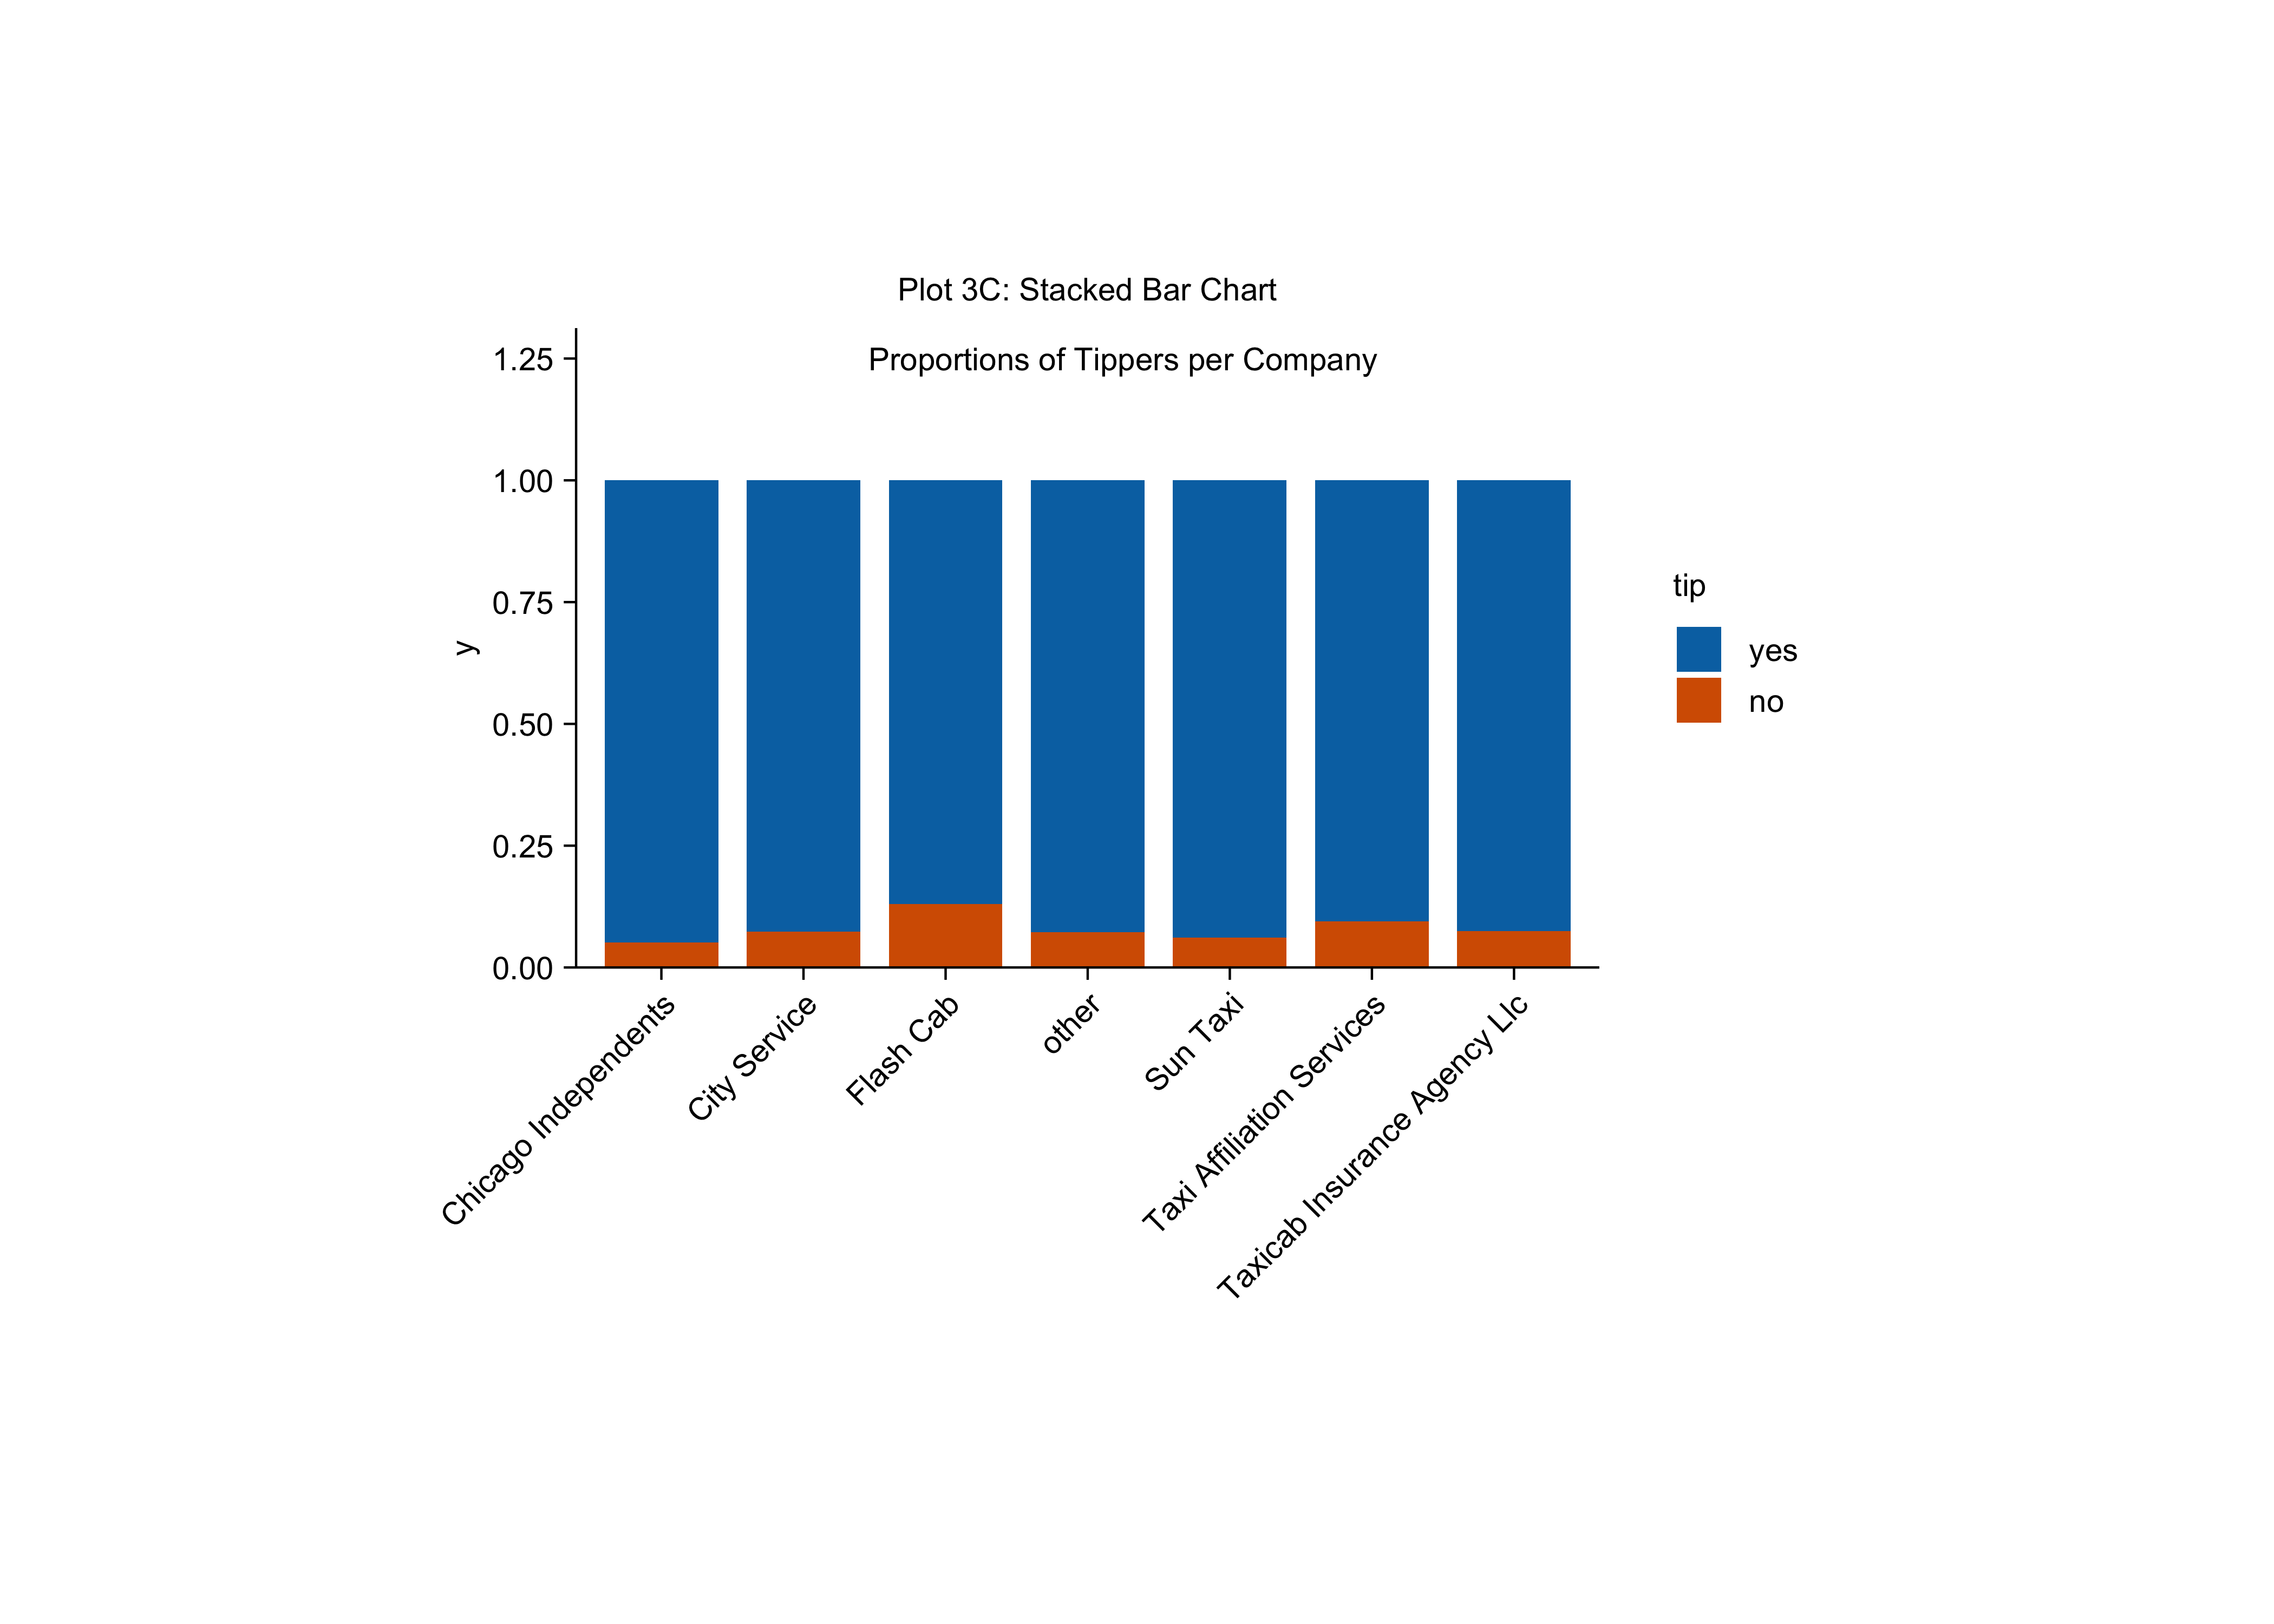 Plot 3C: Stacked Bar Chart
Proportions of Tippers per Company
1.25
1.00
0.75
0.50
0.25
0.00
y
Chicago Independents
City Service
Flash Cab
other
Sun Taxi
Taxi Affiliation Services
Taxicab Insurance Agency Llc
tip
yes
no